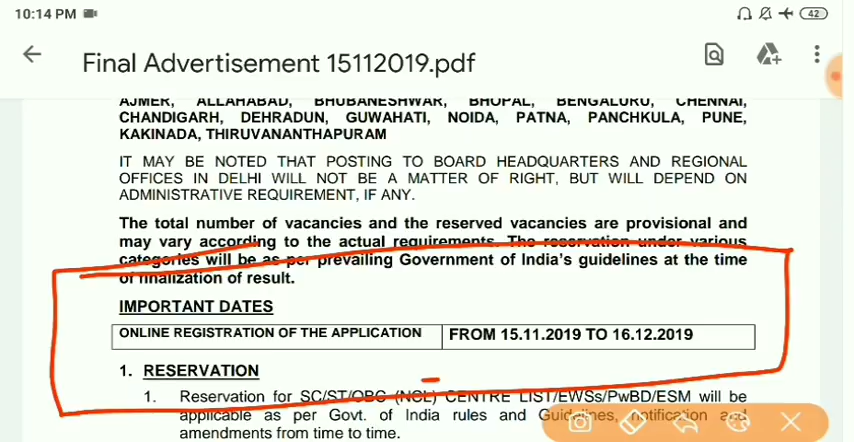 10:14 PM
42
Final Advertisement 15112019.pdf
AJMER, ALLAHABAD, BHUBANESHWAR, BHOPAL, BENGALURU, CHENNAI,
CHANDIGARH, DEHRADUN, GUWAHATI, NOIDA, PATNA, PANCHKULA, PUNE,
KAKINADA, THIRUVANANTHAPURAM
IT MAY BE NOTED THAT POSTING TO BOARD HEADQUARTERS AND REGIONAL
OFFICES IN DELHI WILL NOT BE A MATTER OF RIGHT, BUT WILL DEPEND ON
ADMINISTRATIVE REQUIREMENT, IF ANY.
The total number of vacancies and the reserved vacancies are provisional and
may vary according to the actual requirements. The reservation under various
categories will be as per prevailing Government of India's guidelines at the time
of finalization of result.
IMPORTANT DATES
ONLINE REGISTRATION OF THE APPLICATION FROM 15.11.2019 TO 16.12.2019
1. RESERVATION
1. Reservation for SC/ST/OBC (NCL) CENTRE LIST/EWSs/PwBD/ESM will be
applicable as per Govt. of India rules and Guidelines, notification and
amendments from time to time.